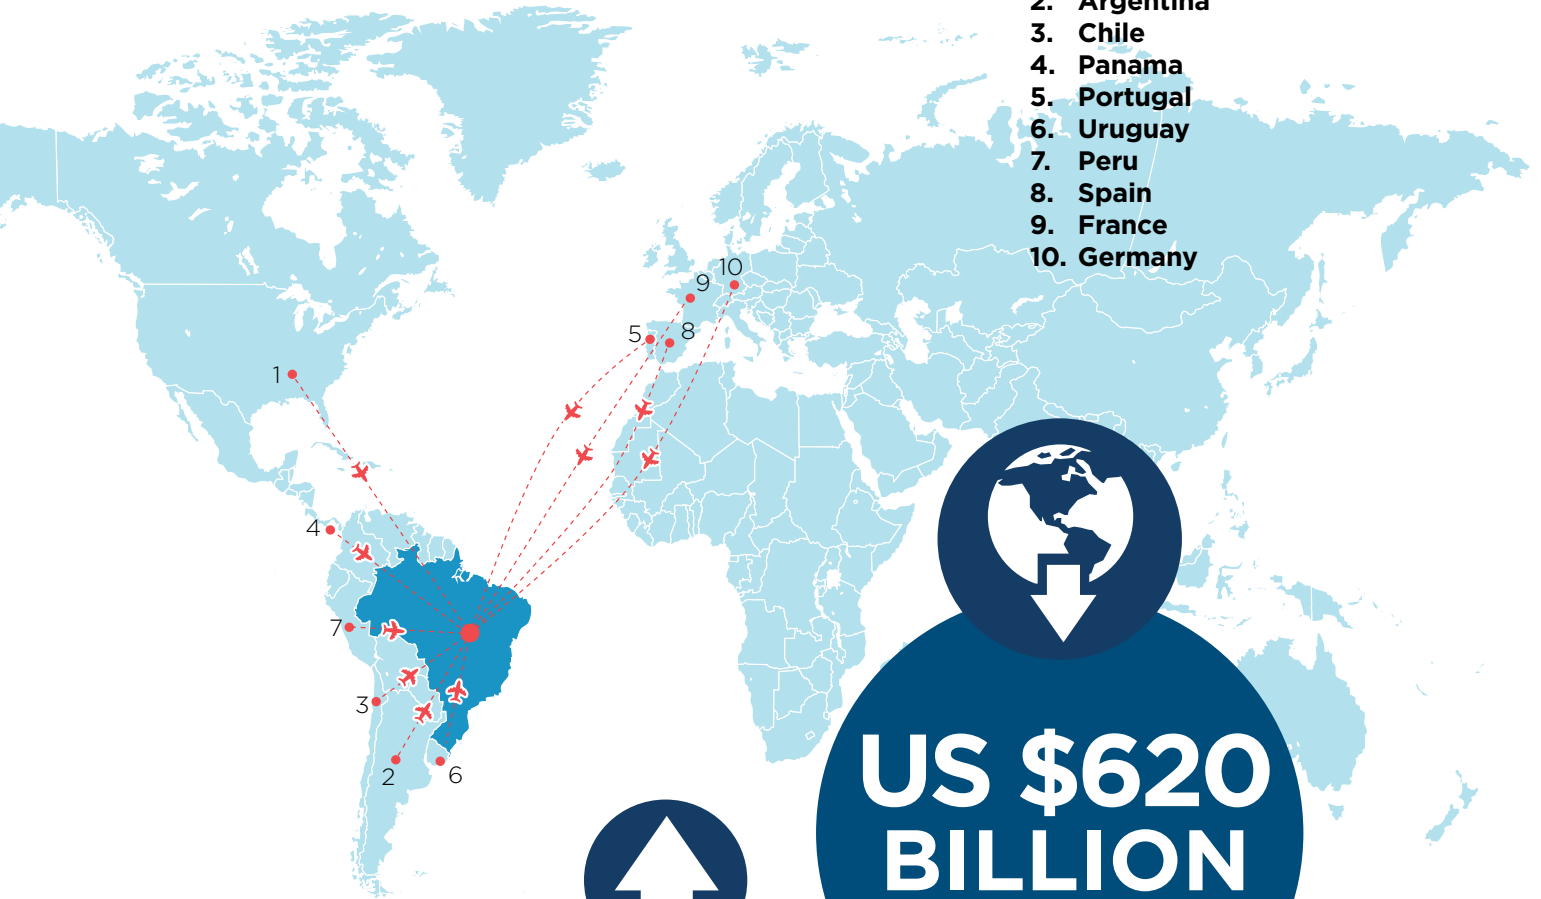 2. Argentina
3. Chile
4. Panama
5. Portugal
6. Uruguay
7. Peru
8. Spain
9. France
10. Germany
10
9
5
8
1
4
7
3
2
6
US $620
BILLION